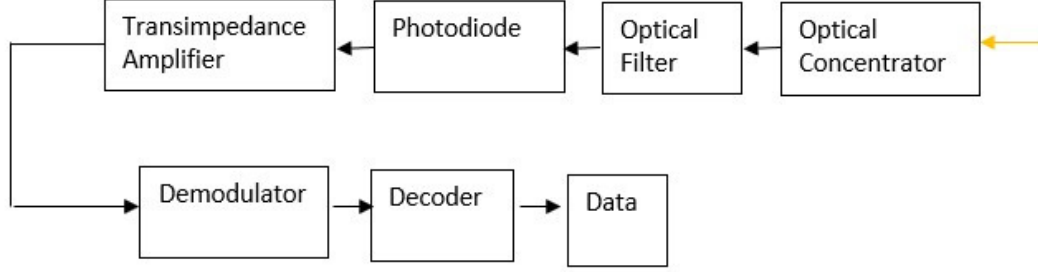 Transimpedance
Amplifier
Photodiode
Optical
Filter
Optical
Concentrator
Demodulator
Decoder
Data